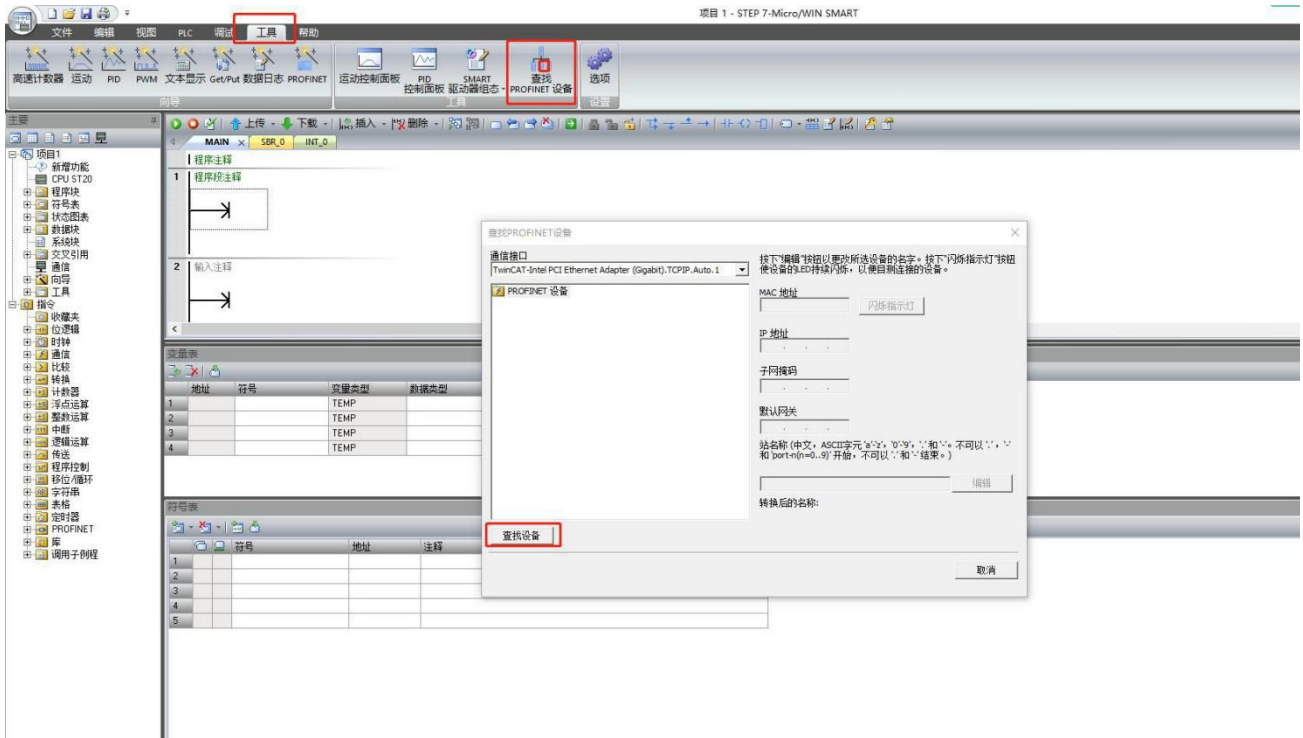 项目 1 - STEP 7-Micro/WIN SMART
文件 编辑 视图 PLC 调试 工具 帮助
高速计数器 运动 PID PWM 文本显示 Get/Put 数据日志 PROFINET
运动控制面板 PID 控制面板 SMART 驱动器组态 查找 PROFINET 设备 选项
向导 工具 设置
主要
上传 下载 插入 删除
MAIN SBR_0 INT_0
项目1
新增功能
CPU ST20
程序块
符号表
状态图表
数据块
系统块
交叉引用
通信
向导
工具
指令
收藏夹
位逻辑
时钟
通信
比较
转换
计数器
浮点运算
整数运算
中断
逻辑运算
传送
程序控制
移位/循环
字符串
表格
定时器
PROFINET
库
调用子例程
程序注释
1 程序段注释
2 输入注释
变量表
地址 符号 变量类型 数据类型
1 TEMP
2 TEMP
3 TEMP
4 TEMP
符号表
符号 地址 注释
1
2
3
4
5
查找PROFINET设备
通信接口
TwinCAT-Intel PCI Ethernet Adapter (Gigabit).TCPIP.Auto.1
PROFINET 设备
查找设备
按下"编辑"按钮以更改所选设备的名字。按下"闪烁指示灯"按钮
使设备的LED持续闪烁，以便目测连接的设备。
MAC 地址
闪烁指示灯
IP 地址
子网掩码
默认网关
站名称 (中文，ASCII字元 'a'-'z'，'0'-'9'，'.' 和 '-'。不可以 '.'，'-'
和 'port-n(n=0..9)' 开始，不可以 '.' 和 '-' 结束。)
编辑
转换后的名称:
取消